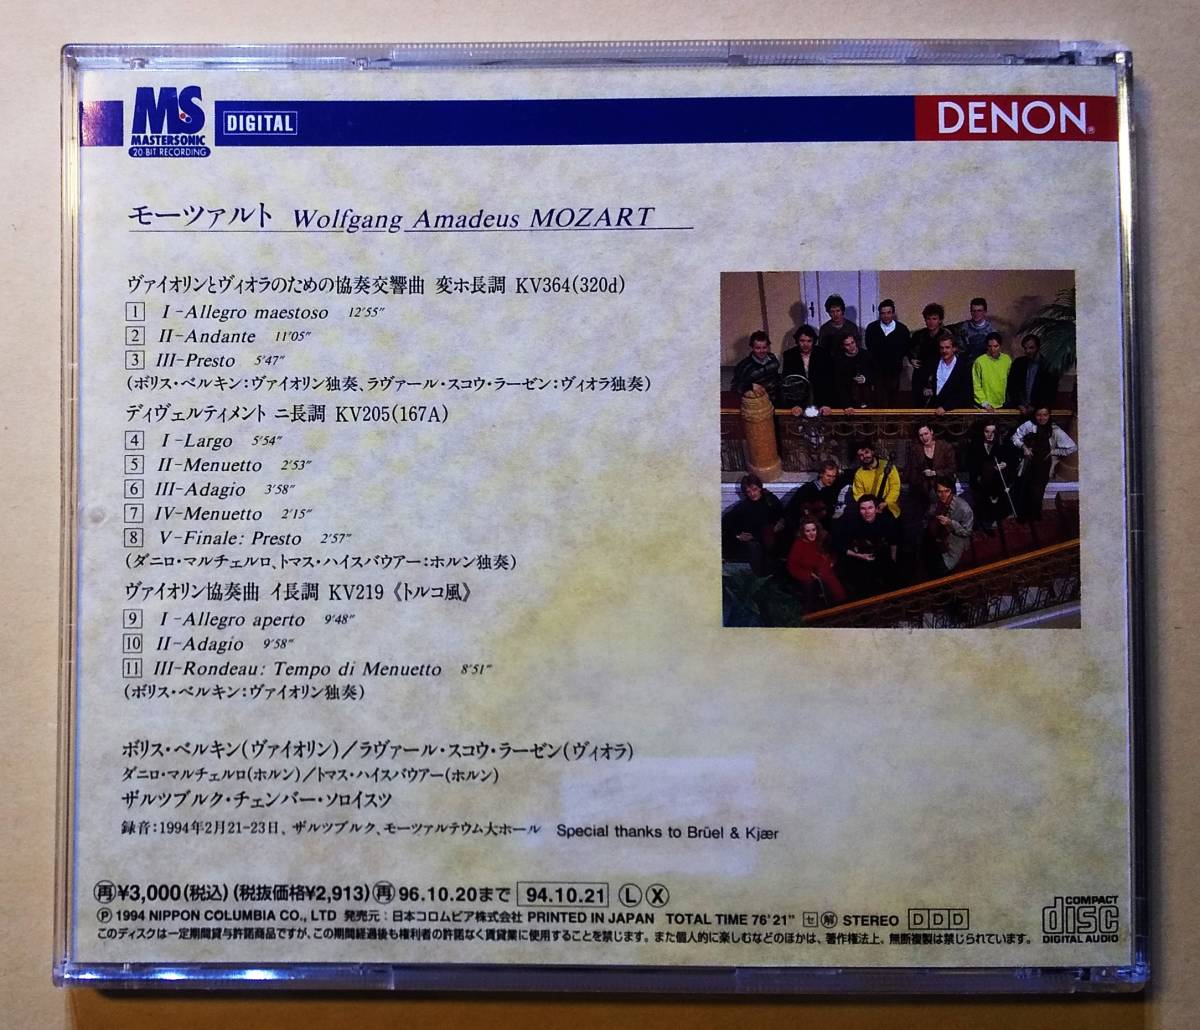 MS
MASTERSONIC
20 BIT RECORDING
DIGITAL
DENON®
モーツァルト Wolfgang Amadeus MOZART
ヴァイオリンとヴィオラのための協奏交響曲 変ホ長調 KV364(320d)
1 I-Allegro maestoso 12'55"
2 II-Andante 11'05"
3 III-Presto 5'47"
(ボリス・ベルキン:ヴァイオリン独奏、ラヴァール・スコウ・ラーゼン:ヴィオラ独奏)
ディヴェルティメント ニ長調 KV205(167A)
4 I-Largo 5'54"
5 II-Menuetto 2'53"
6 III-Adagio 3'58"
7 IV-Menuetto 2'15"
8 V-Finale: Presto 2'57"
(ダニロ・マルチェルロ、トマス・ハイスバウアー:ホルン独奏)
ヴァイオリン協奏曲 イ長調 KV219《トルコ風》
9 I-Allegro aperto 9'48"
10 II-Adagio 9'58"
11 III-Rondeau: Tempo di Menuetto 8'51"
(ボリス・ベルキン:ヴァイオリン独奏)
ボリス・ベルキン(ヴァイオリン)/ラヴァール・スコウ・ラーゼン(ヴィオラ)
ダニロ・マルチェルロ(ホルン)/トマス・ハイスバウアー(ホルン)
ザルツブルク・チェンバー・ソロイスツ
録音:1994年2月21-23日、ザルツブルク、モーツァルテウム大ホール Special thanks to Brüel & Kjær
再¥3,000(税込)(税抜価格¥2,913)再96.10.20まで 94.10.21 Ⓛ Ⓧ
Ⓟ 1994 NIPPON COLUMBIA CO., LTD 発売元:日本コロムビア株式会社 PRINTED IN JAPAN TOTAL TIME 76'21" セ 解 STEREO DDD
このディスクは一定期間貸与許諾商品ですが、この期間経過後も権利者の許諾なく賃貸業に使用することを禁じます。また個人的に楽しむなどのほかは、著作権法上、無断複製は禁じられています。
COMPACT
disc
DIGITAL AUDIO